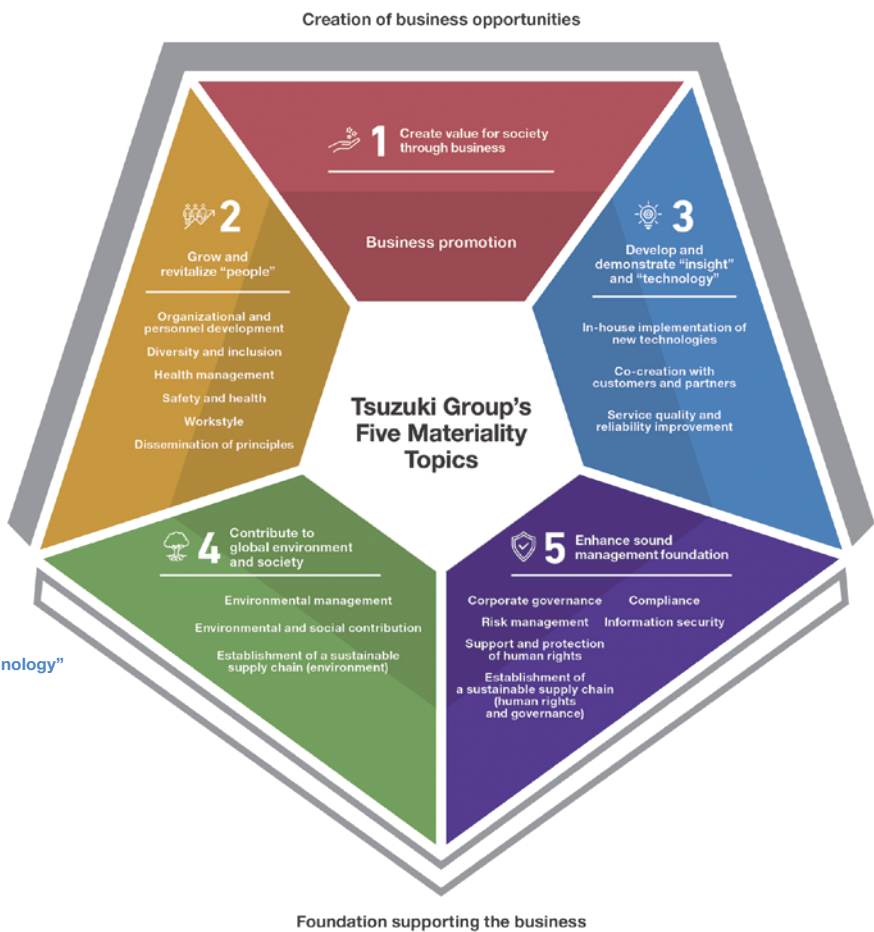 Creation of business opportunities
1
Create value for society
through business
Business promotion
2
Grow and
revitalize “people”
Organizational and
personnel development
Diversity and inclusion
Health management
Safety and health
Workstyle
Dissemination of principles
3
Develop and
demonstrate “insight”
and “technology”
In-house implementation of
new technologies
Co-creation with
customers and partners
Service quality and
reliability improvement
Tsuzuki Group’s
Five Materiality
Topics
4
Contribute to
global environment
and society
Environmental management
Environmental and social contribution
Establishment of a sustainable
supply chain (environment)
5
Enhance sound
management foundation
Corporate governance
Compliance
Risk management
Information security
Support and protection
of human rights
Establishment of
a sustainable supply chain
(human rights
and governance)
nology”
Foundation supporting the business